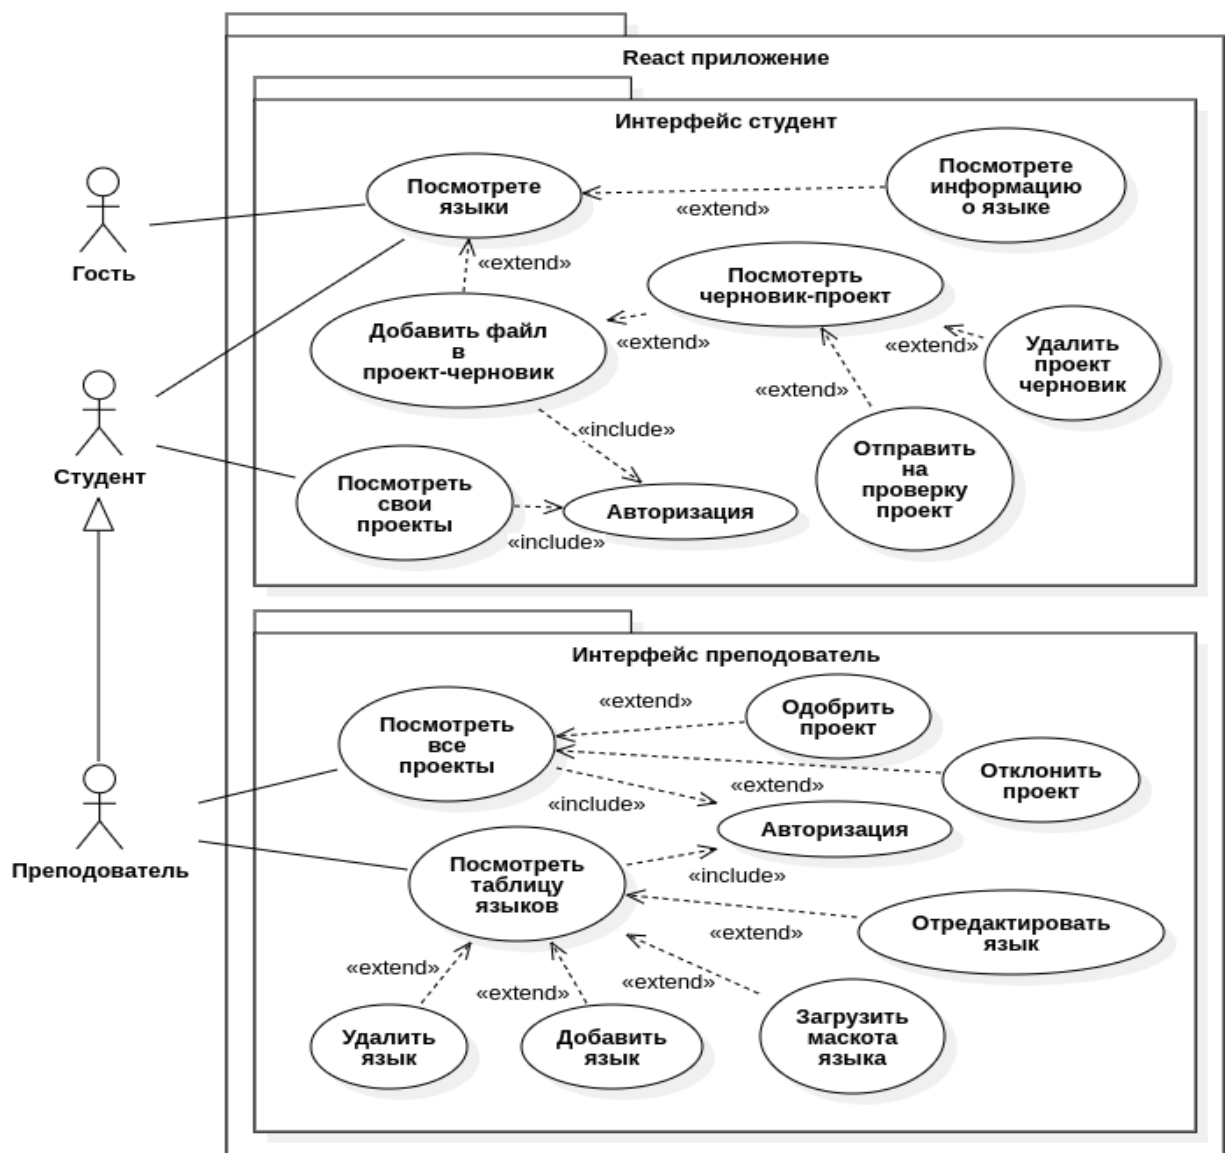 React приложение
Интерфейс студент
Посмотрете
языки
Посмотрете
информацию
о языке
«extend»
Гость
«extend»
Посмотерть
черновик-проект
Добавить файл
в
проект-черновик
«extend»
«extend»
Удалить
проект
черновик
«extend»
«include»
Отправить
на
проверку
проект
Студент
Посмотреть
свои
проекты
Авторизация
«include»
Интерфейс преподователь
«extend»
Одобрить
проект
Посмотреть
все
проекты
Отклонить
проект
«extend»
«include»
Авторизация
Преподователь
Посмотреть
таблицу
языков
«include»
Отредактировать
язык
«extend»
«extend»
«extend»
«extend»
Удалить
язык
Добавить
язык
Загрузить
маскота
языка